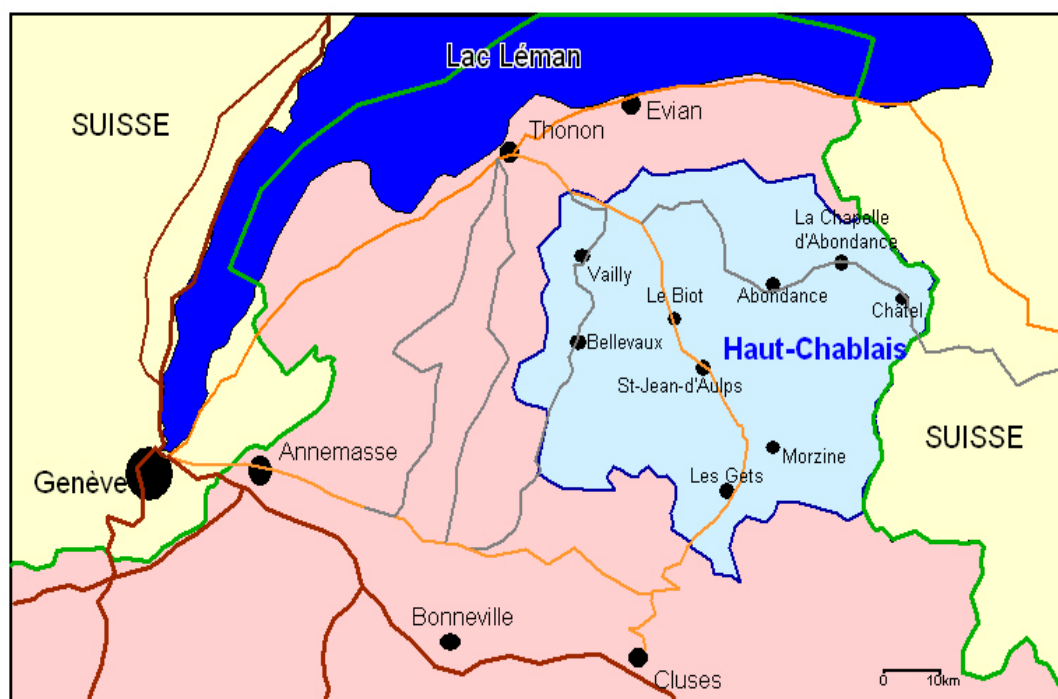 Lac Léman
SUISSE
Evian
Thonon
La Chapelle
d'Abondance
Vailly
Le Biot
Abondance
Châtel
Bellevaux
Haut-Chablais
St-Jean-d'Aulps
SUISSE
Annemasse
Morzine
Genève
Les Gets
Bonneville
Cluses
0 10km